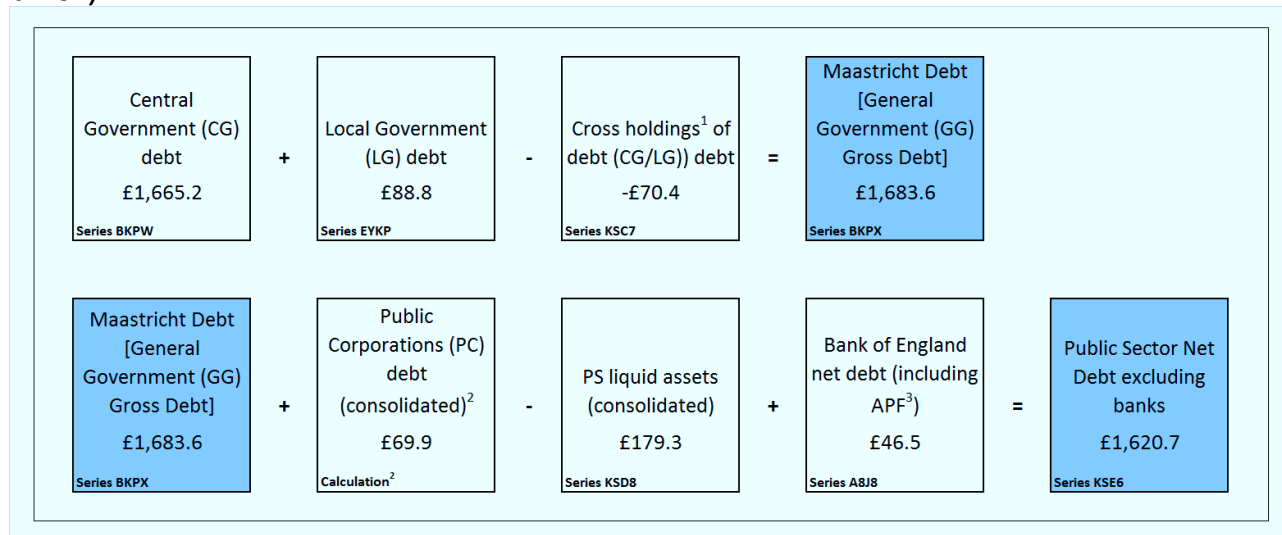 Central
Government (CG)
debt
£1,665.2
Series BKPW
+
Local Government
(LG) debt
£88.8
Series EYKP
-
Cross holdings¹ of
debt (CG/LG)) debt
-£70.4
Series KSC7
=
Maastricht Debt
[General
Government (GG)
Gross Debt]
£1,683.6
Series BKPX
Maastricht Debt
[General
Government (GG)
Gross Debt]
£1,683.6
Series BKPX
+
Public
Corporations (PC)
debt
(consolidated)²
£69.9
Calculation²
-
PS liquid assets
(consolidated)
£179.3
Series KSD8
+
Bank of England
net debt (including
APF³)
£46.5
Series A8J8
=
Public Sector Net
Debt excluding
banks
£1,620.7
Series KSE6